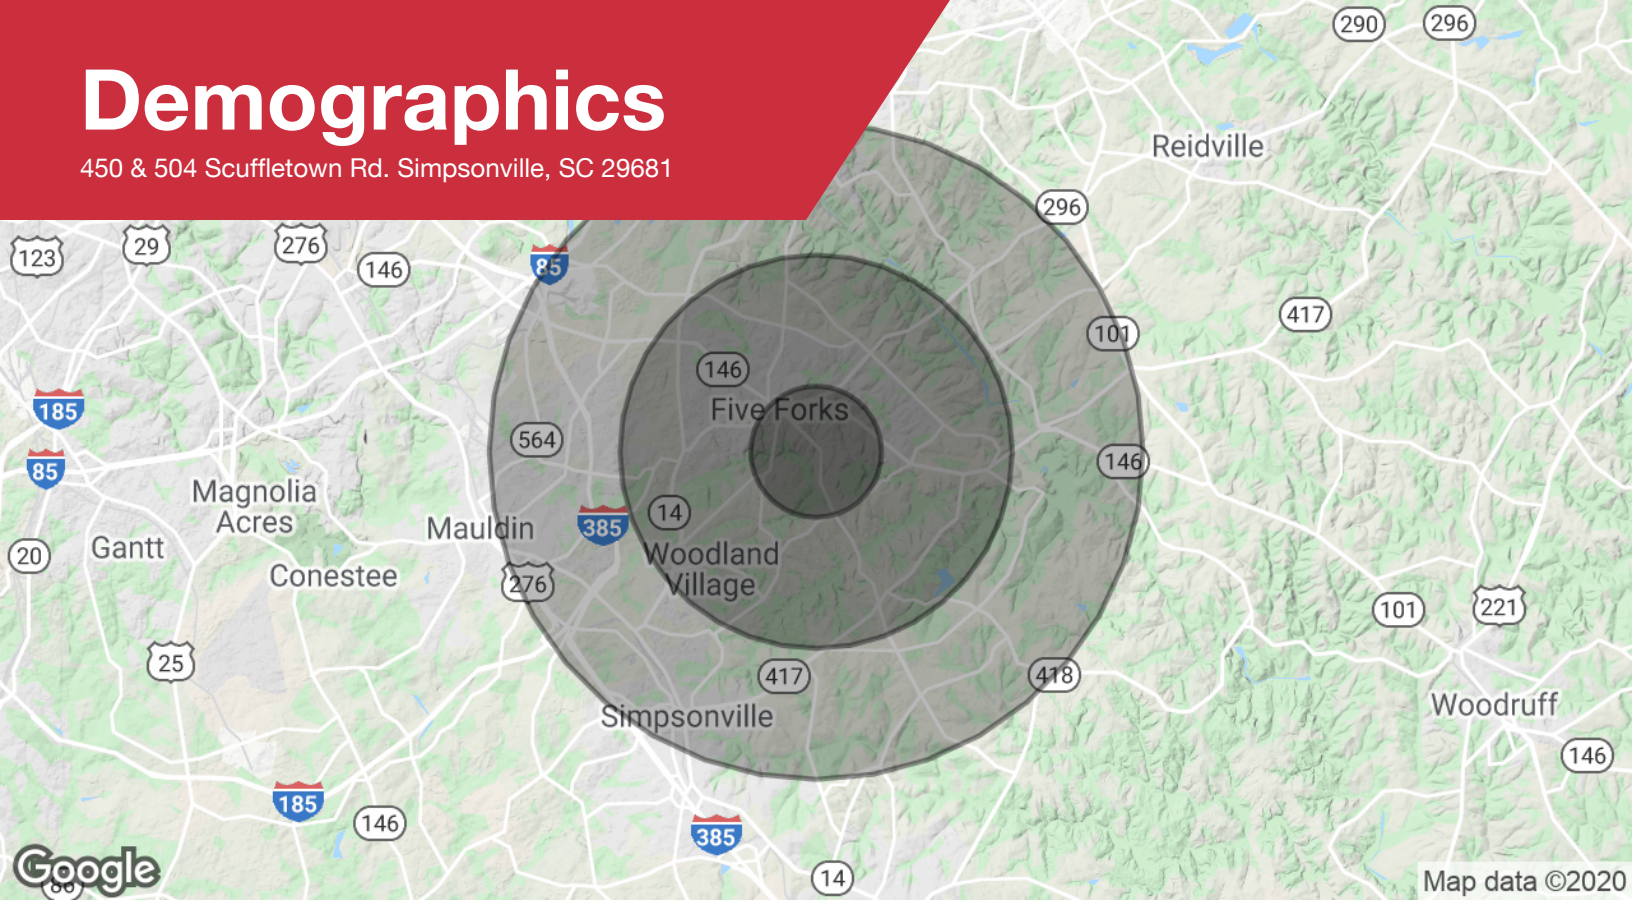 Demographics
450 & 504 Scuffletown Rd. Simpsonville, SC 29681
290
296
Reidville
296
123
29
276
146
85
417
101
146
185
Five Forks
564
85
146
Magnolia
Acres
14
Mauldin
385
20
Gantt
Woodland
Village
Conestee
276
101
221
25
417
418
Woodruff
Simpsonville
146
185
146
385
14
Google
Map data ©2020